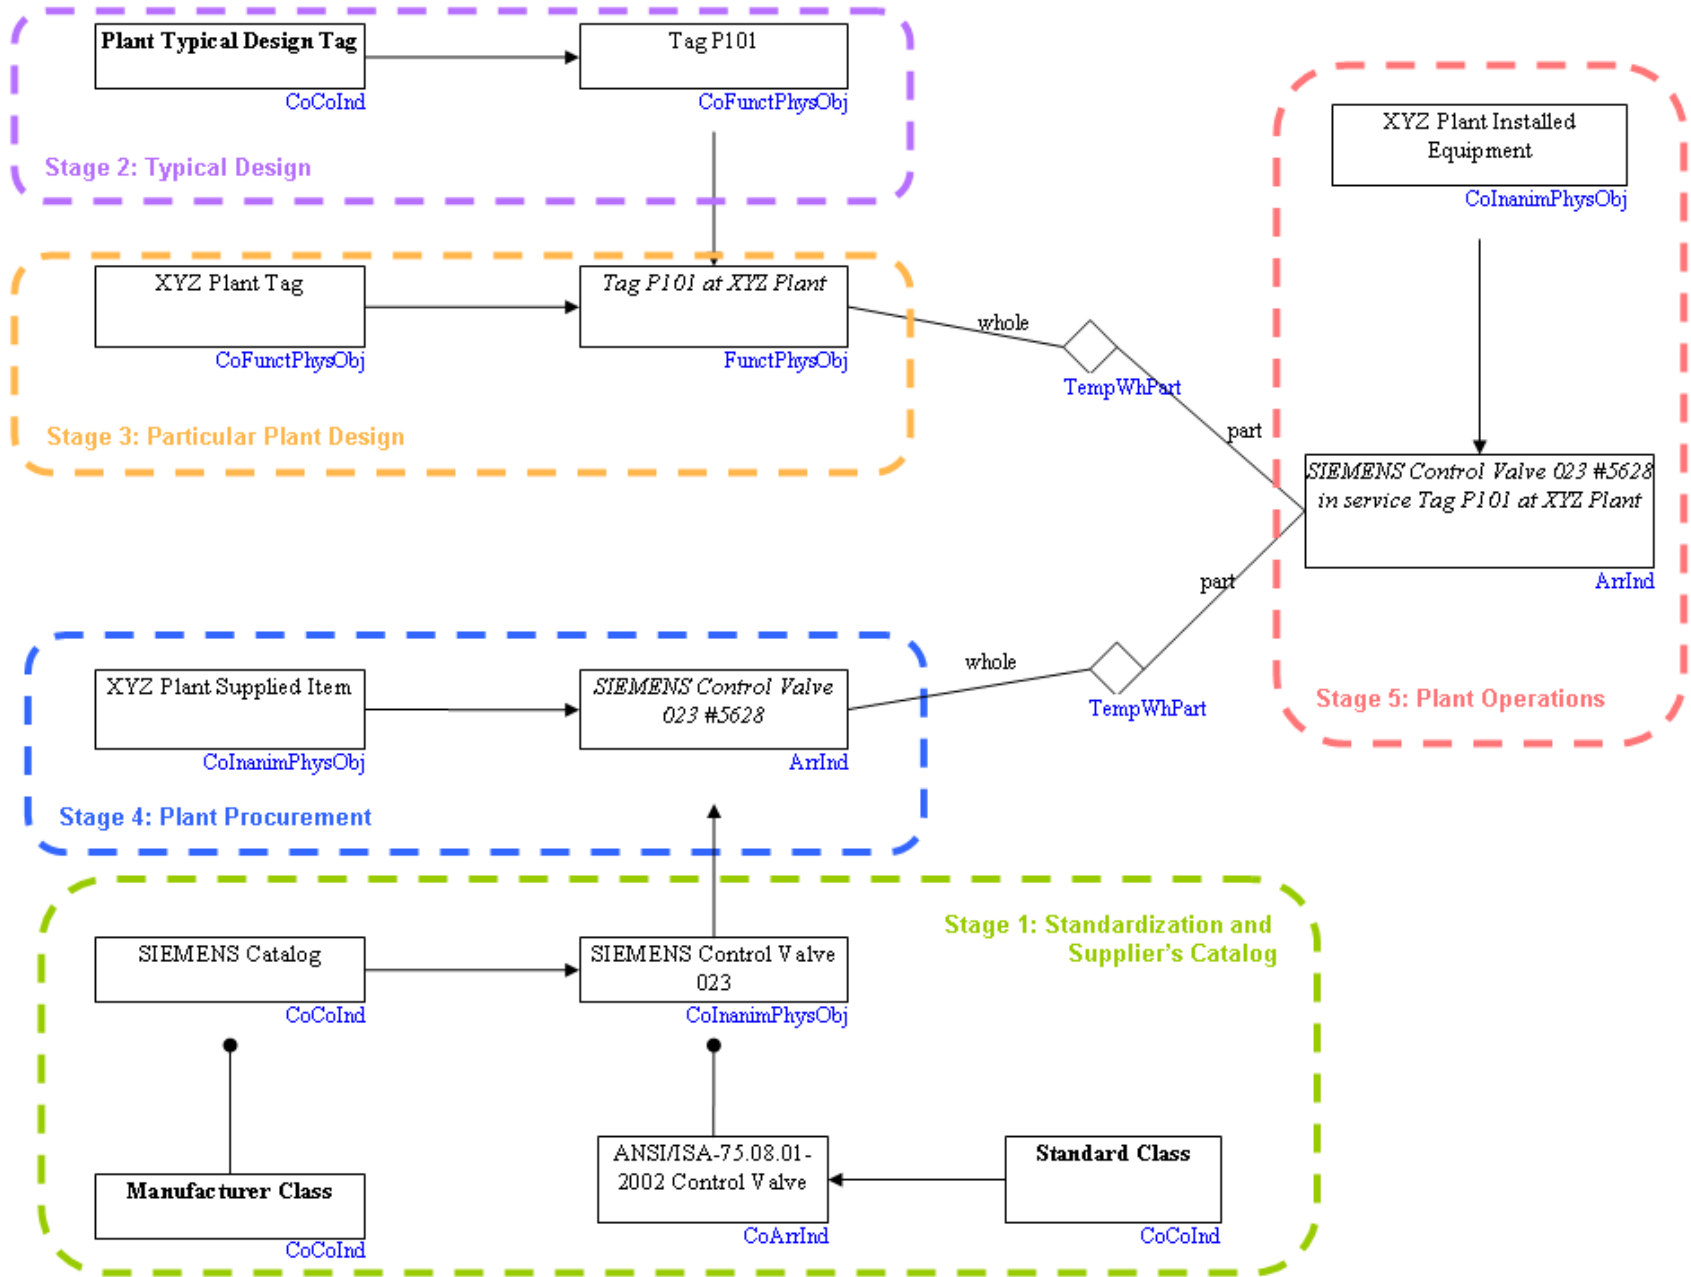 Plant Typical Design Tag
CoCoInd
Tag P101
CoFunctPhysObj
Stage 2: Typical Design
XYZ Plant Tag
CoFunctPhysObj
Tag P101 at XYZ Plant
FunctPhysObj
Stage 3: Particular Plant Design
whole
TempWhPart
part
XYZ Plant Installed
Equipment
CoInanimPhysObj
SIEMENS Control Valve 023 #5628
in service Tag P101 at XYZ Plant
ArrInd
Stage 5: Plant Operations
part
whole
TempWhPart
XYZ Plant Supplied Item
CoInanimPhysObj
SIEMENS Control Valve
023 #5628
ArrInd
Stage 4: Plant Procurement
Stage 1: Standardization and
Supplier's Catalog
SIEMENS Catalog
CoCoInd
SIEMENS Control Valve
023
CoInanimPhysObj
Manufacturer Class
CoCoInd
ANSI/ISA-75.08.01-
2002 Control Valve
CoArrInd
Standard Class
CoCoInd